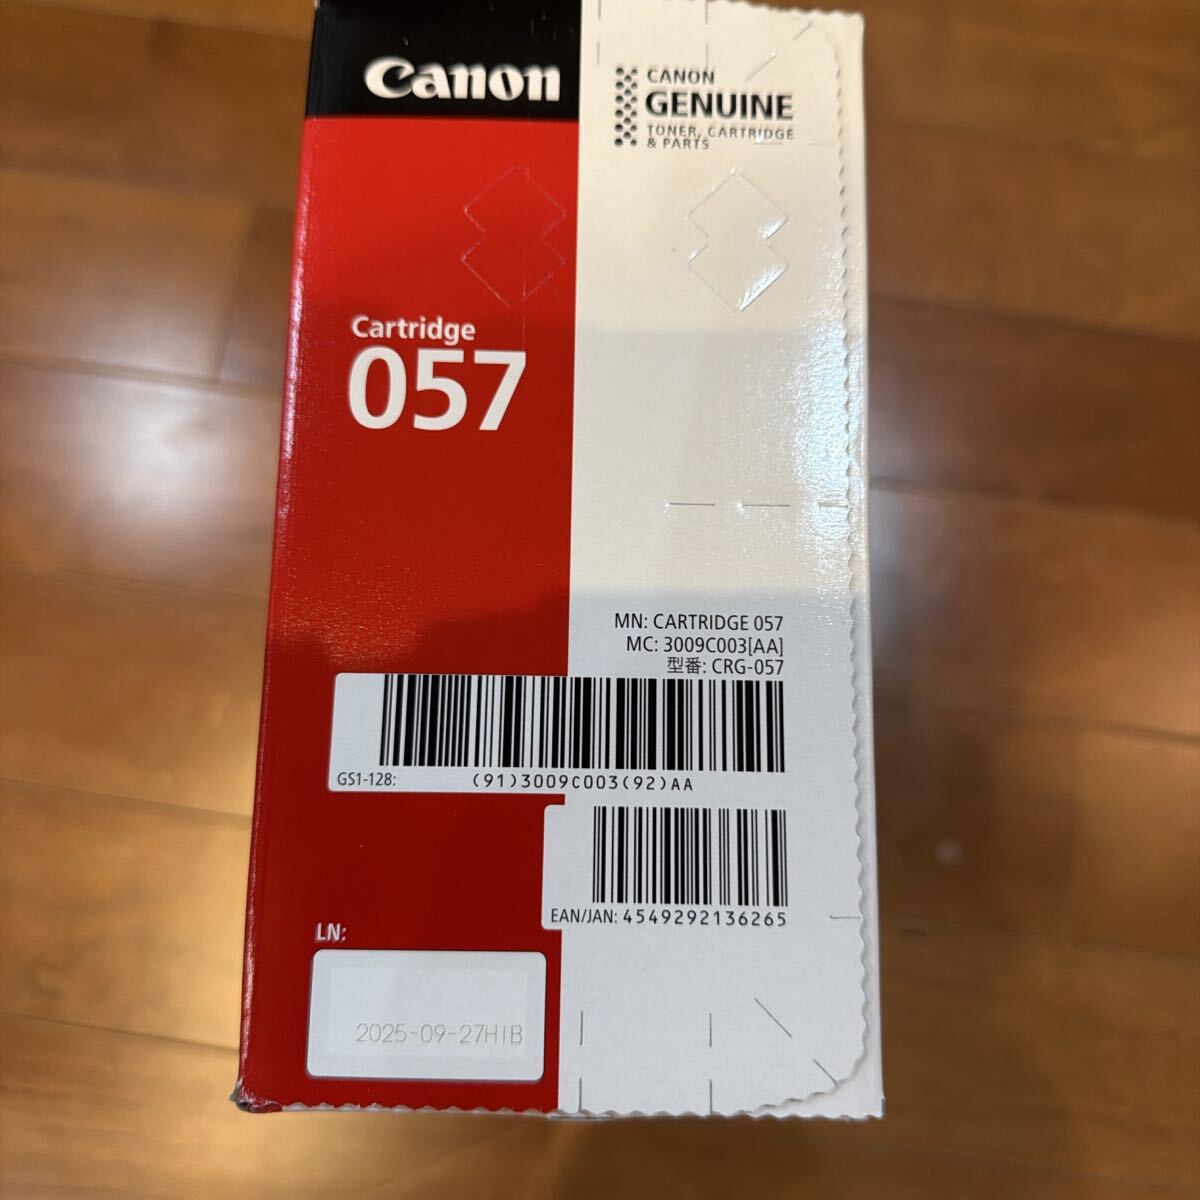 Canon
CANON
GENUINE
TONER, CARTRIDGE
& PARTS
Cartridge
057
MN: CARTRIDGE 057
MC: 3009C003[AA]
型番: CRG-057
GS1-128: (91)3009C003(92)AA
EAN/JAN: 4549292136265
LN:
2025-09-27HIB